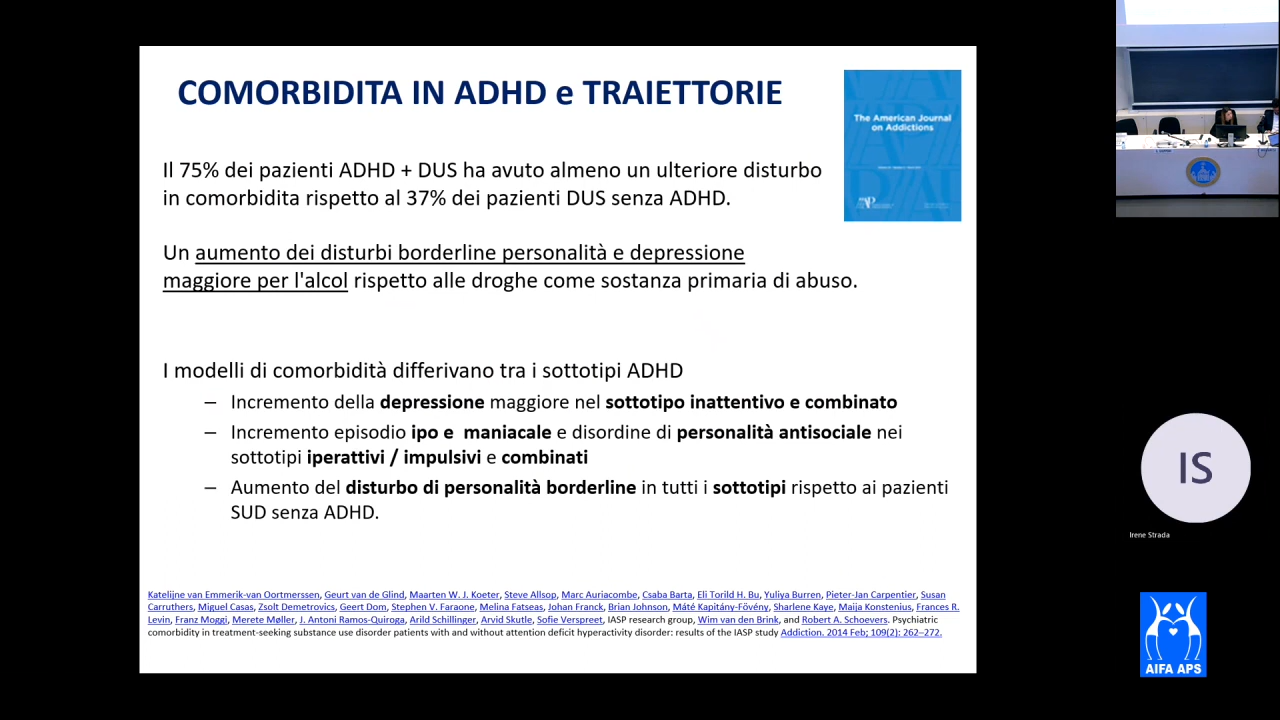 COMORBIDITA IN ADHD e TRAIETTORIE
The American Journal
on Addictions
Il 75% dei pazienti ADHD + DUS ha avuto almeno un ulteriore disturbo
in comorbidita rispetto al 37% dei pazienti DUS senza ADHD.
Un aumento dei disturbi borderline personalità e depressione
maggiore per l'alcol rispetto alle droghe come sostanza primaria di abuso.
I modelli di comorbidità differivano tra i sottotipi ADHD
– Incremento della depressione maggiore nel sottotipo inattentivo e combinato
– Incremento episodio ipo e maniacale e disordine di personalità antisociale nei
sottotipi iperattivi / impulsivi e combinati
– Aumento del disturbo di personalità borderline in tutti i sottotipi rispetto ai pazienti
SUD senza ADHD.
Katelijne van Emmerik-van Oortmerssen, Geurt van de Glind, Maarten W. J. Koeter, Steve Allsop, Marc Auriacombe, Csaba Barta, Eli Torild H. Bu, Yuliya Burren, Pieter-Jan Carpentier, Susan
Carruthers, Miguel Casas, Zsolt Demetrovics, Geert Dom, Stephen V. Faraone, Melina Fatseas, Johan Franck, Brian Johnson, Máté Kapitány-Fövény, Sharlene Kaye, Maija Konstenius, Frances R.
Levin, Franz Moggi, Merete Møller, J. Antoni Ramos-Quiroga, Arild Schillinger, Arvid Skutle, Sofie Verspreet, IASP research group, Wim van den Brink, and Robert A. Schoevers. Psychiatric
comorbidity in treatment-seeking substance use disorder patients with and without attention deficit hyperactivity disorder: results of the IASP study Addiction. 2014 Feb; 109(2): 262–272.
IS
Irene Strada
AIFA APS